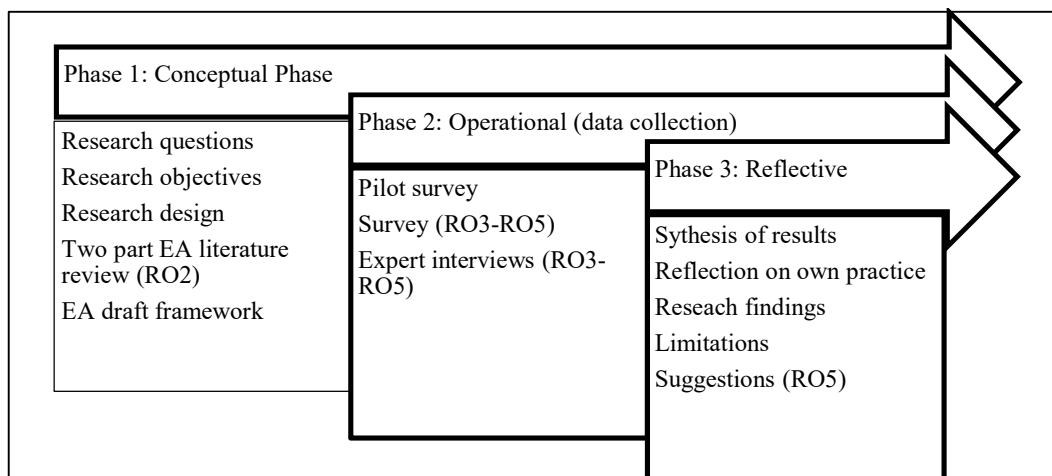 Phase 1: Conceptual Phase
Research questions
Research objectives
Research design
Two part EA literature
review (RO2)
EA draft framework
Phase 2: Operational (data collection)
Pilot survey
Survey (RO3-RO5)
Expert interviews (RO3-
RO5)
Phase 3: Reflective
Sythesis of results
Reflection on own practice
Reseach findings
Limitations
Suggestions (RO5)